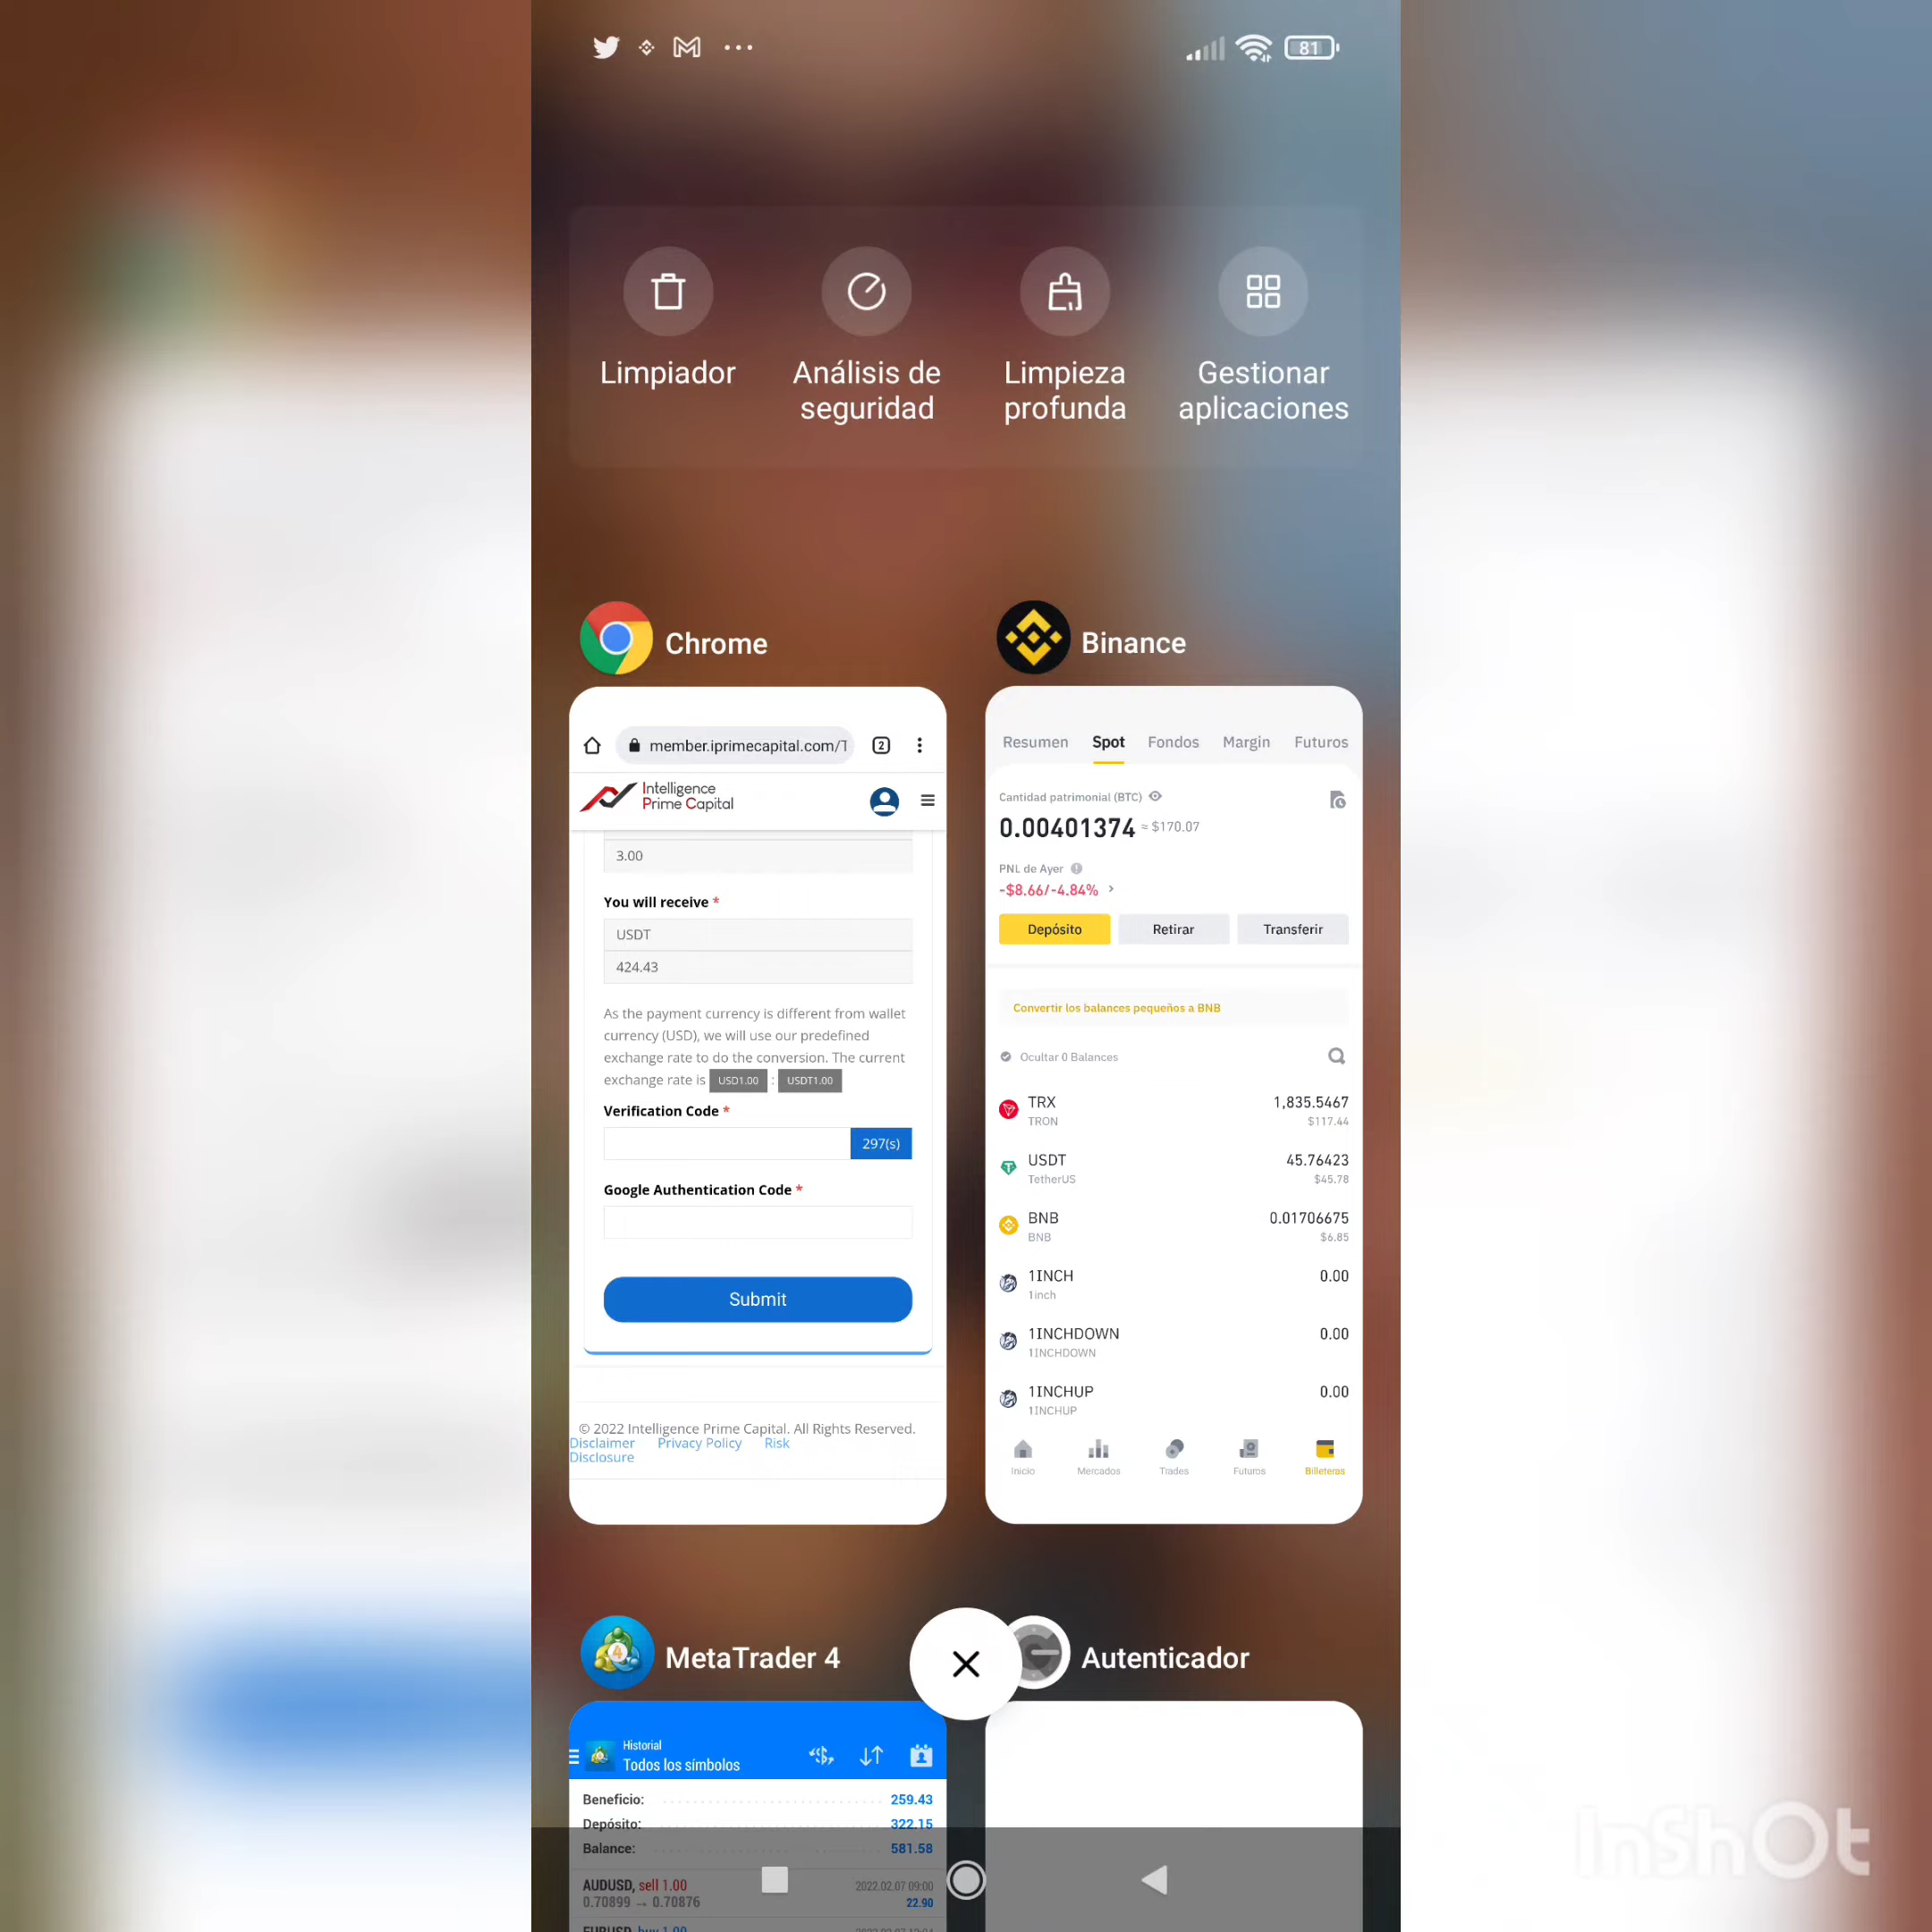 81
Limpiador
Análisis de
seguridad
Limpieza
profunda
Gestionar
aplicaciones
Chrome
member.iprimecapital.com/T
2
Intelligence
Prime Capital
3.00
You will receive *
USDT
424.43
As the payment currency is different from wallet
currency (USD), we will use our predefined
exchange rate to do the conversion. The current
exchange rate is USD1.00 : USDT1.00
Verification Code *
297(s)
Google Authentication Code *
Submit
© 2022 Intelligence Prime Capital. All Rights Reserved.
Disclaimer Privacy Policy Risk
Disclosure
Binance
Resumen Spot Fondos Margin Futuros
Cantidad patrimonial (BTC)
0.00401374 ≈ $170.07
PNL de Ayer
-$8.66/-4.84% >
Depósito Retirar Transferir
Convertir los balances pequeños a BNB
Ocultar 0 Balances
TRX 1,835.5467
TRON $117.44
USDT 45.76423
TetherUS $45.78
BNB 0.01706675
BNB $6.85
1INCH 0.00
1inch
1INCHDOWN 0.00
1INCHDOWN
1INCHUP 0.00
1INCHUP
Inicio Mercados Trades Futuros Billeteras
MetaTrader 4
4
Historial
Todos los símbolos
Beneficio: 259.43
Depósito: 322.15
Balance: 581.58
AUDUSD, sell 1.00 2022.02.07 09:00
0.70899 → 0.70876 22.90
EURUSD, buy 1.00
Autenticador
InShOt